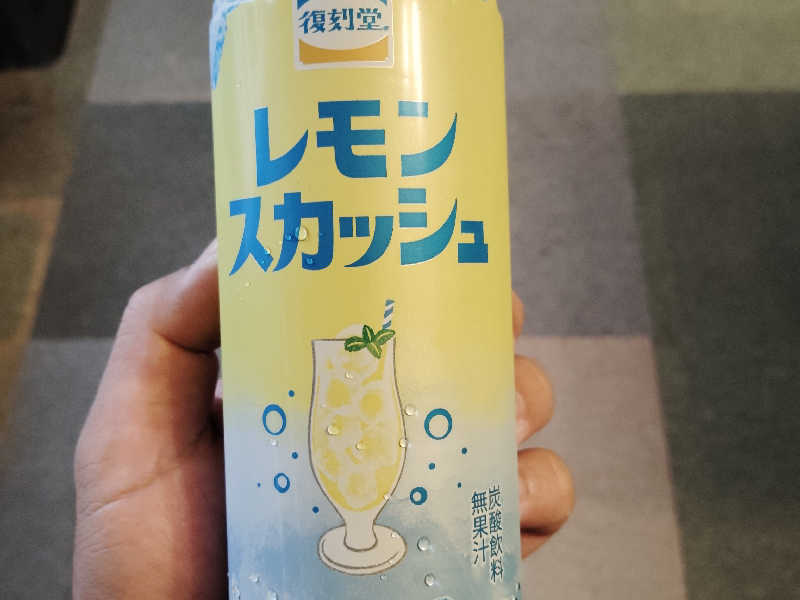 復刻堂
レモン
スカッシュ
炭酸飲料
無果汁